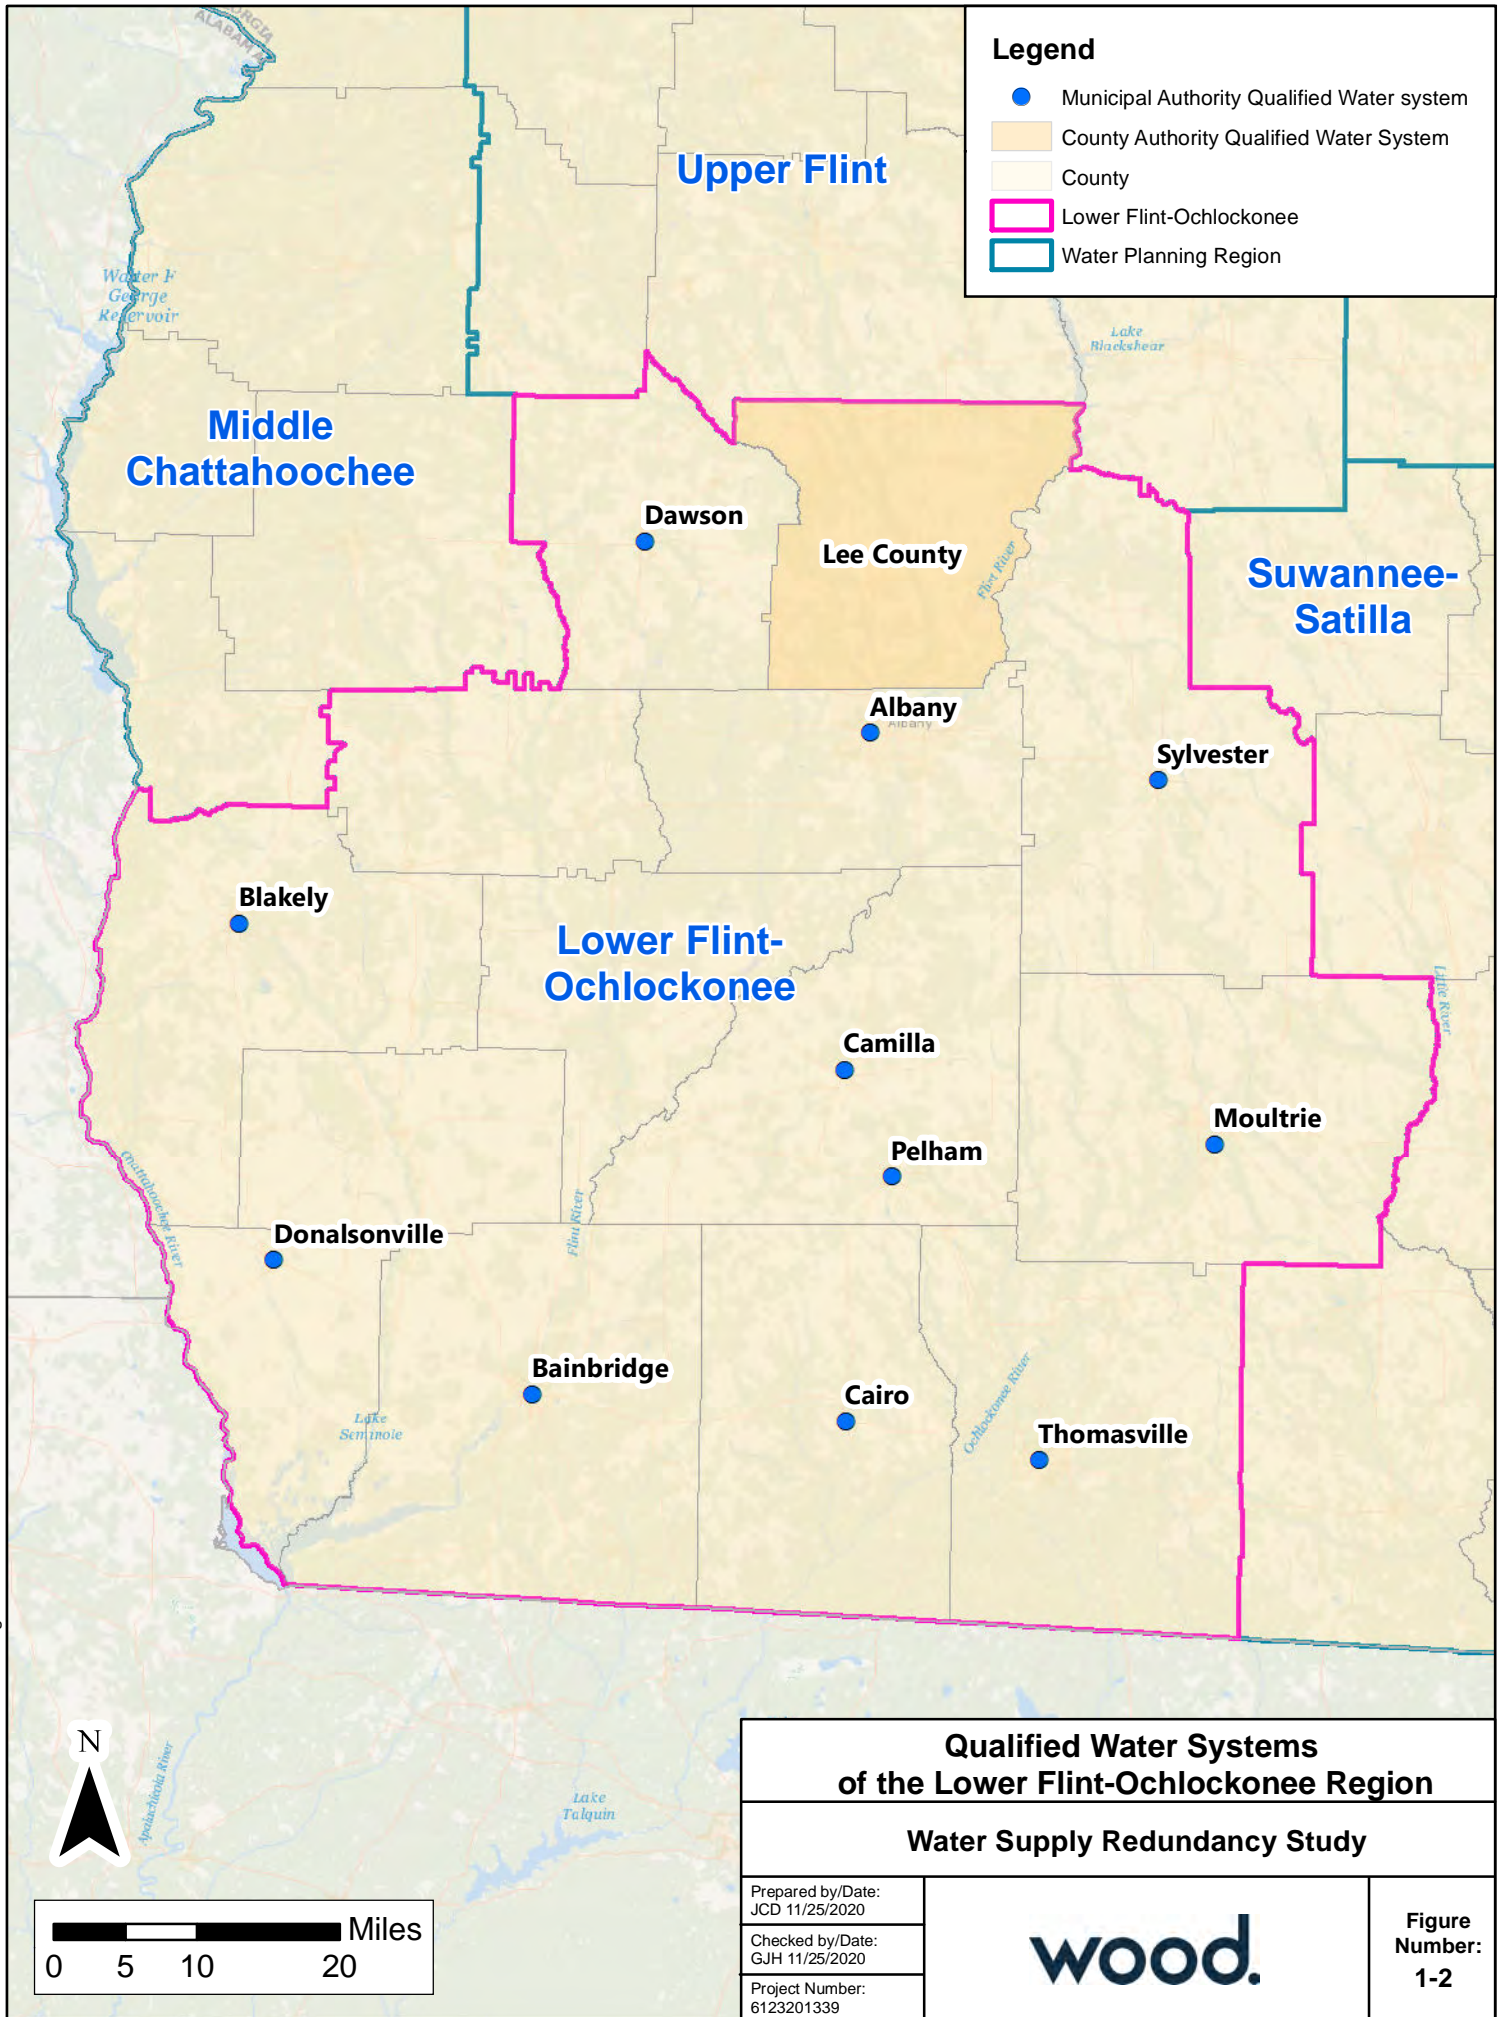 GEORGIA
ALABAMA
Legend
Municipal Authority Qualified Water system
County Authority Qualified Water System
County
Lower Flint-Ochlockonee
Water Planning Region
Upper Flint
Walter F
George
Reservoir
Lake
Blackshear
Middle
Chattahoochee
Dawson
Lee County
Flint River
Suwannee-
Satilla
Albany
Albany
Sylvester
Blakely
Lower Flint-
Ochlockonee
Little River
Camilla
Moultrie
Pelham
Chattahoochee River
Flint River
Donalsonville
Bainbridge
Cairo
Ochlockonee River
Lake
Seminole
Thomasville
N
Apalachicola River
Lake
Talquin
Miles
0 5 10 20
Qualified Water Systems
of the Lower Flint-Ochlockonee Region
Water Supply Redundancy Study
Prepared by/Date:
JCD 11/25/2020
Checked by/Date:
GJH 11/25/2020
Project Number:
6123201339
wood.
Figure
Number:
1-2